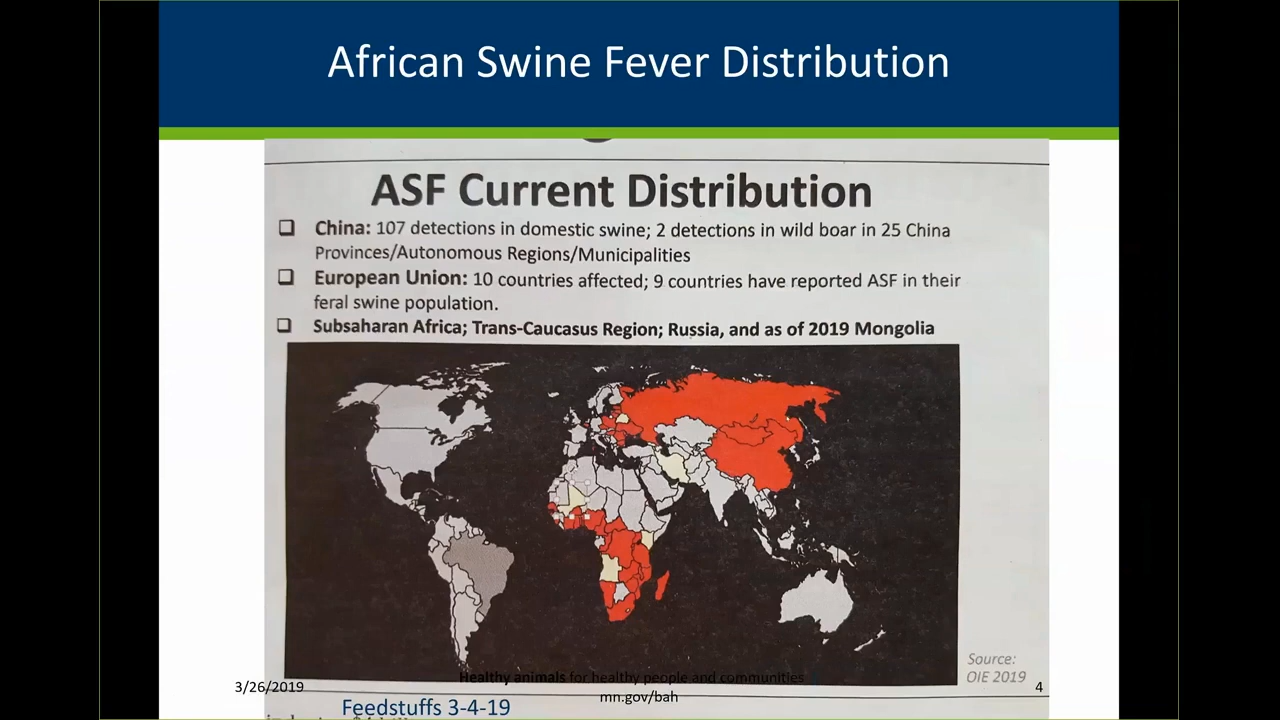 African Swine Fever Distribution
ASF Current Distribution
China: 107 detections in domestic swine; 2 detections in wild boar in 25 China
Provinces/Autonomous Regions/Municipalities
European Union: 10 countries affected; 9 countries have reported ASF in their
feral swine population.
Subsaharan Africa; Trans-Caucasus Region; Russia, and as of 2019 Mongolia
Source:
OIE 2019
Healthy animals for healthy people and communities
3/26/2019
mn.gov/bah
4
Feedstuffs 3-4-19